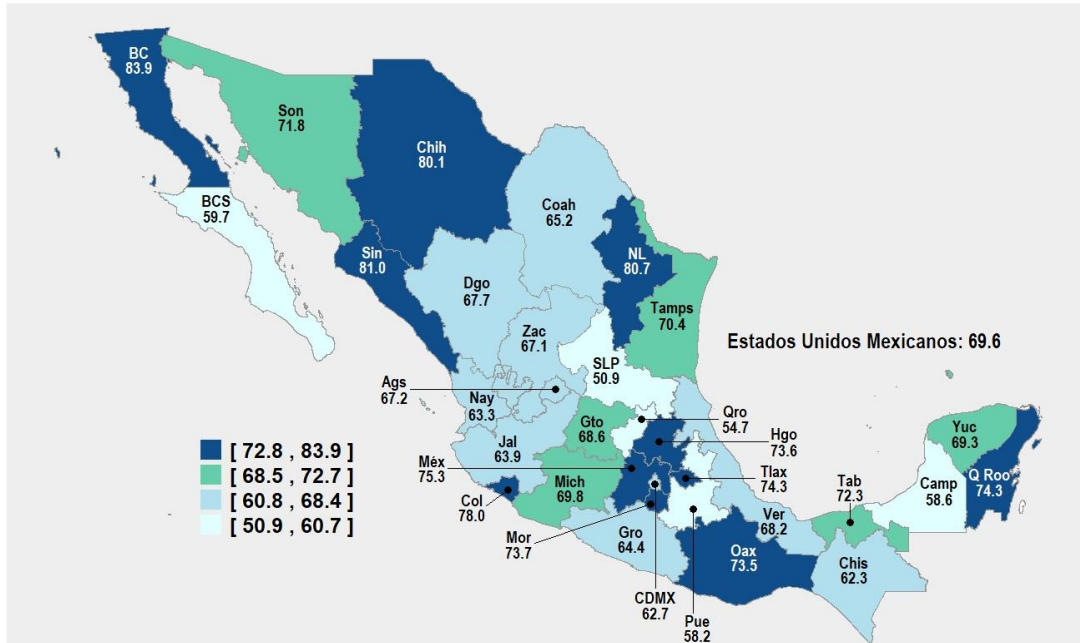 BC
83.9
Son
71.8
Chih
80.1
Coah
65.2
BCS
59.7
Sin
81.0
NL
80.7
Dgo
67.7
Tamps
70.4
Zac
67.1
Estados Unidos Mexicanos: 69.6
SLP
50.9
Ags
67.2
Nay
63.3
Qro
54.7
Gto
68.6
Hgo
73.6
Yuc
69.3
Jal
63.9
Méx
75.3
Tlax
74.3
Q Roo
74.3
Mich
69.8
Camp
58.6
Tab
72.3
Col
78.0
Ver
68.2
Mor
73.7
Gro
64.4
Oax
73.5
Chis
62.3
CDMX
62.7
Pue
58.2
[ 72.8 , 83.9 ]
[ 68.5 , 72.7 ]
[ 60.8 , 68.4 ]
[ 50.9 , 60.7 ]